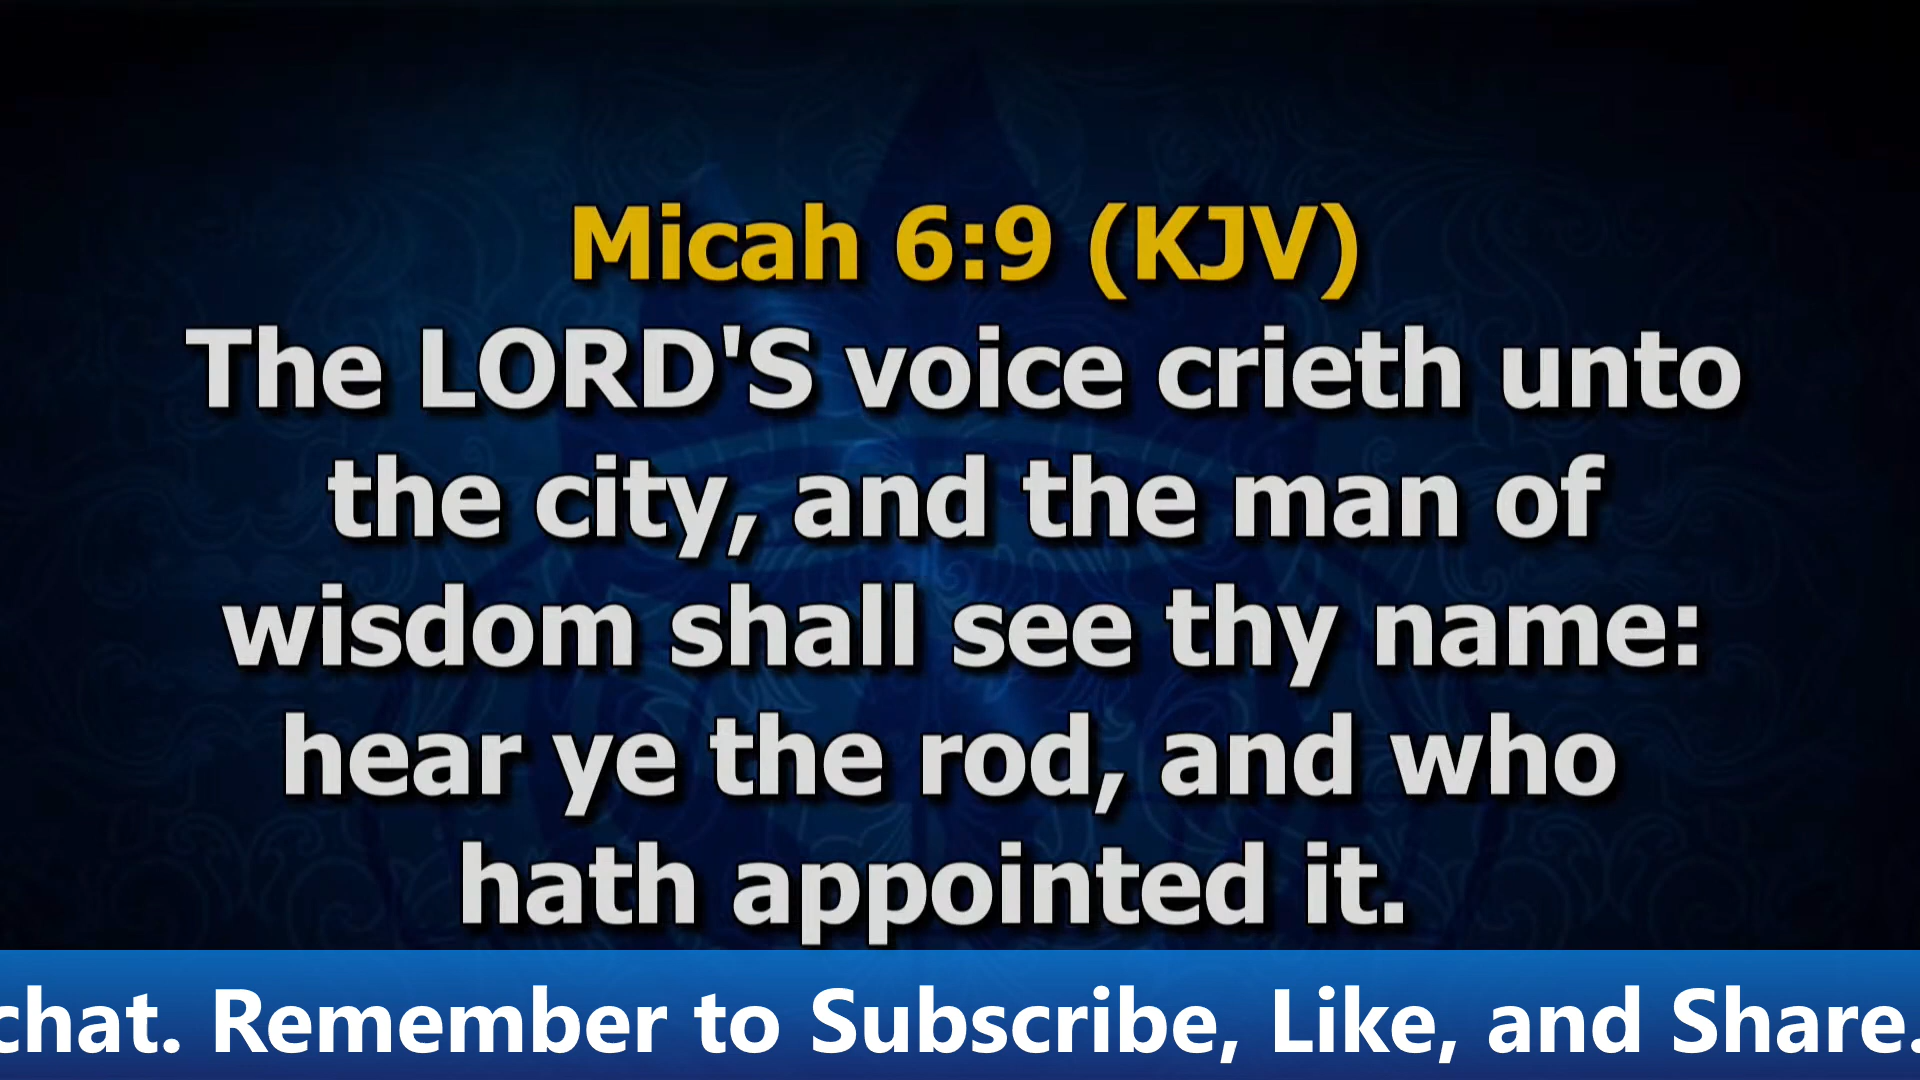 Micah 6:9 (KJV)
The LORD'S voice crieth unto
the city, and the man of
wisdom shall see thy name:
hear ye the rod, and who
hath appointed it.
chat. Remember to Subscribe, Like, and Share.